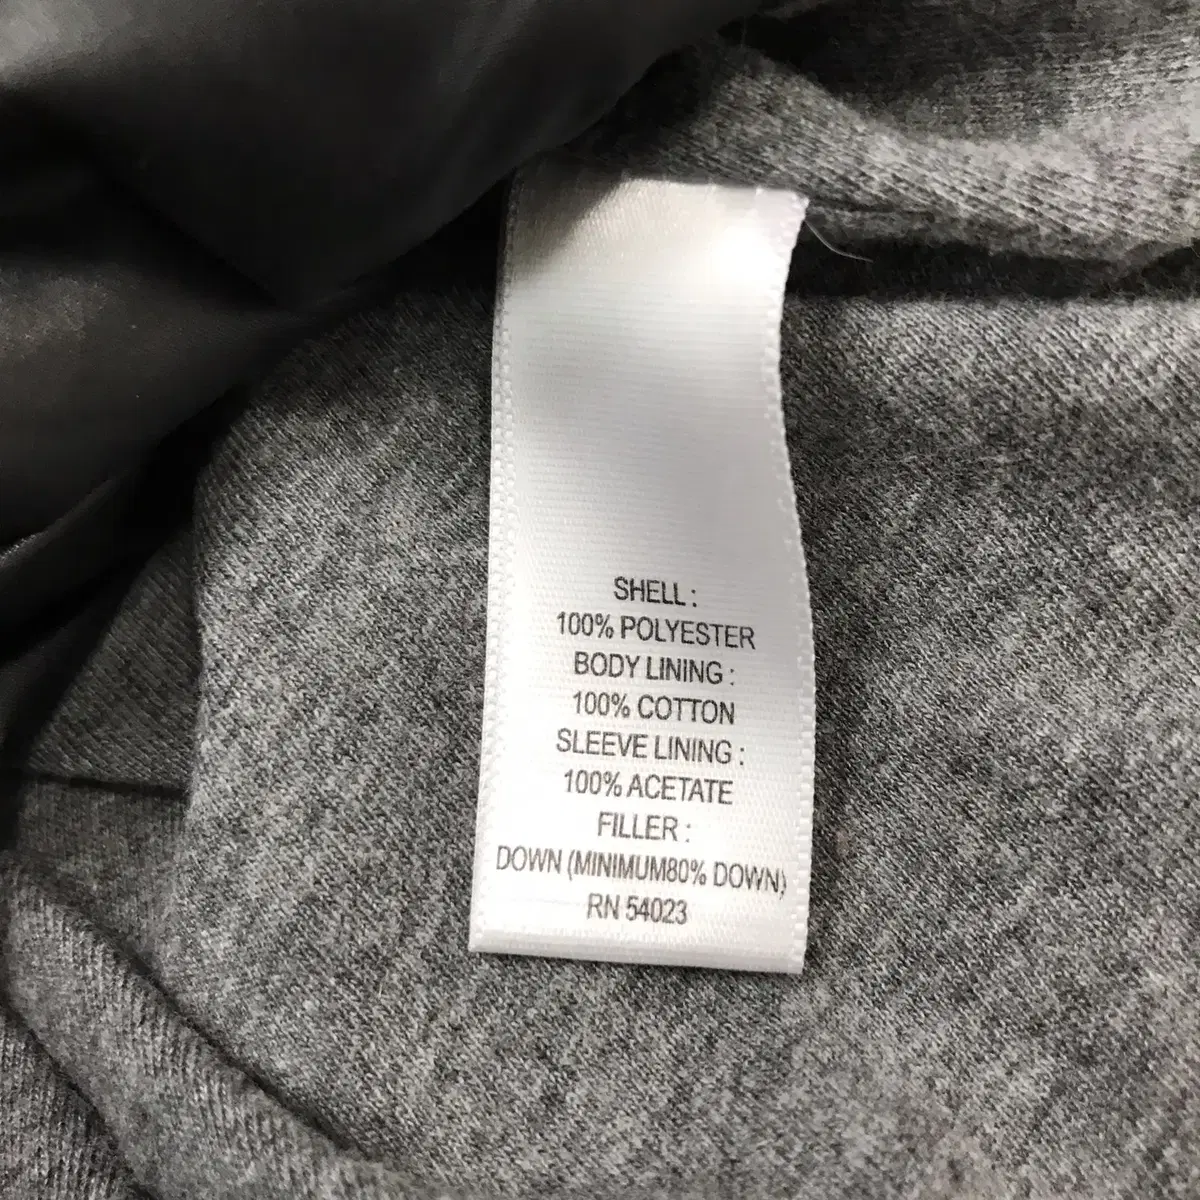 SHELL :
100% POLYESTER
BODY LINING :
100% COTTON
SLEEVE LINING :
100% ACETATE
FILLER :
DOWN (MINIMUM80% DOWN)
RN 54023